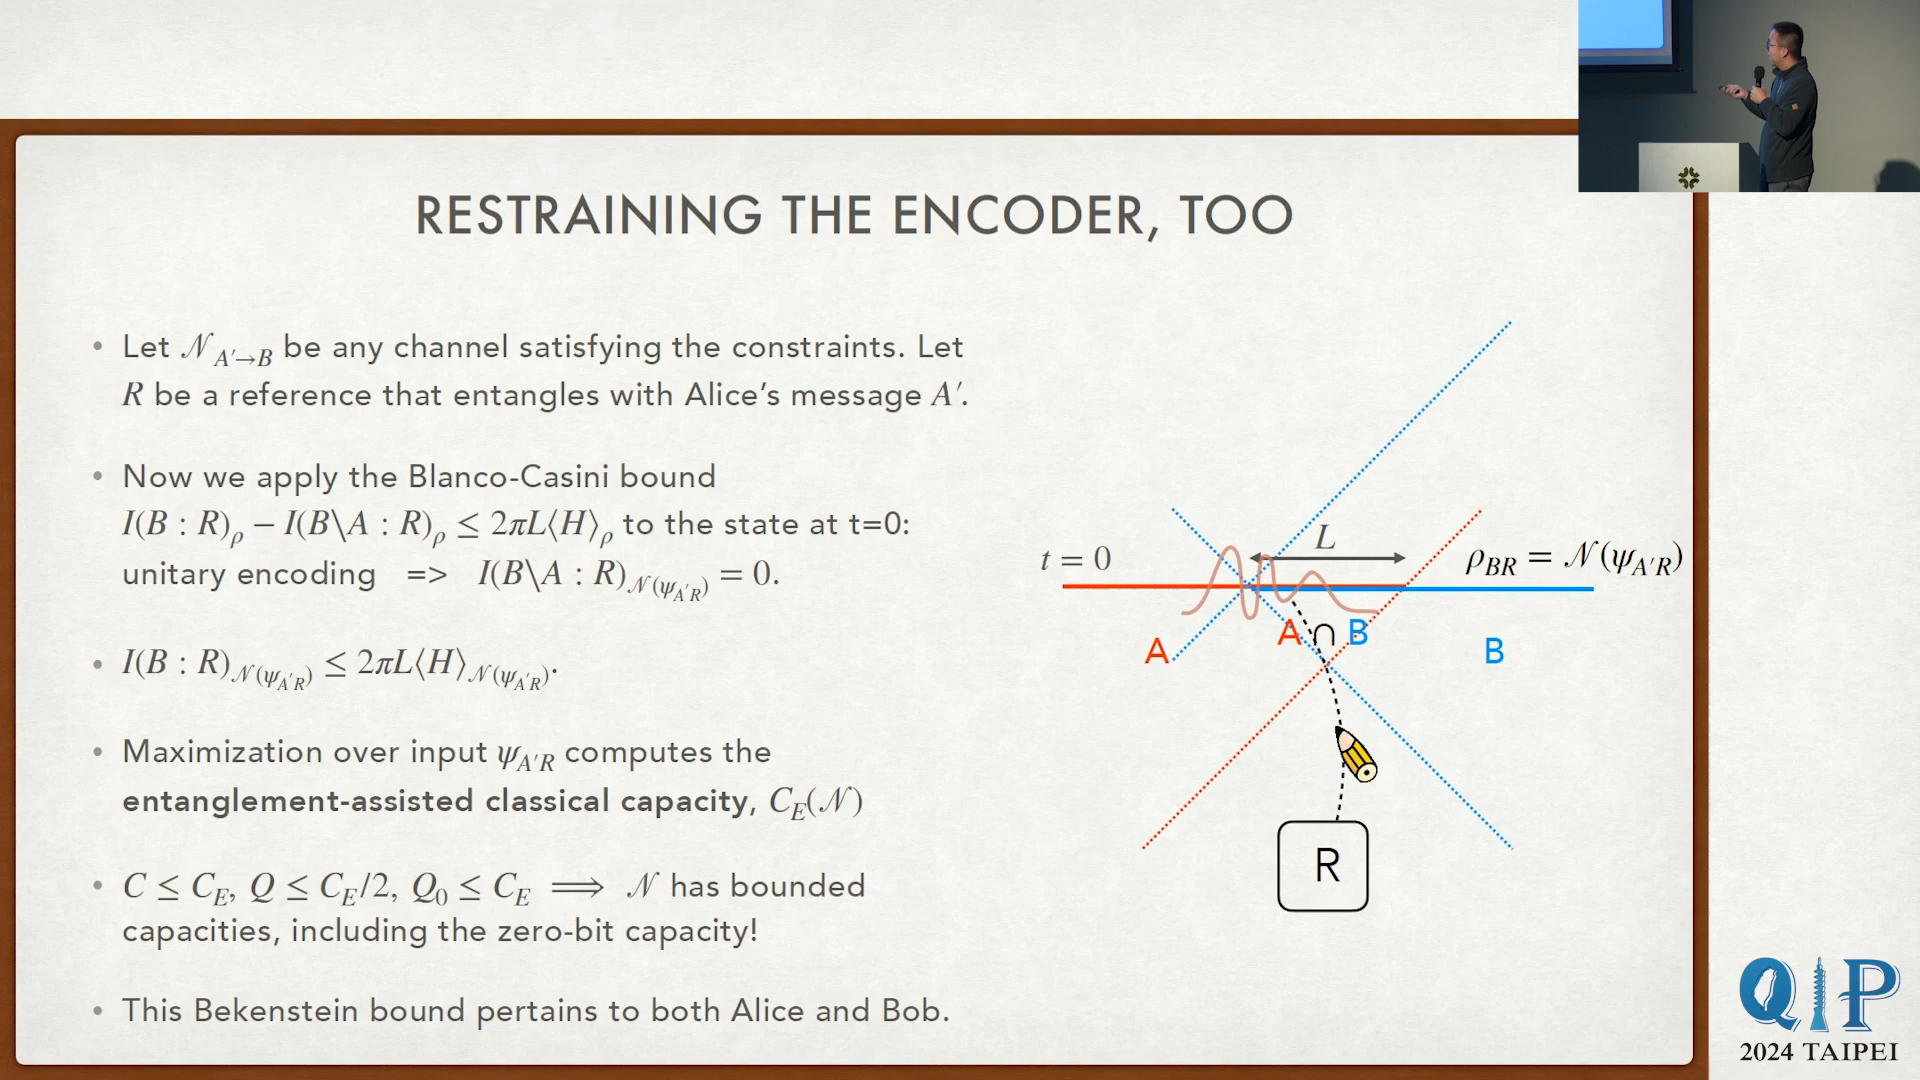 RESTRAINING THE ENCODER, TOO
• Let 𝒩_{A′→B} be any channel satisfying the constraints. Let
R be a reference that entangles with Alice’s message A′.
• Now we apply the Blanco-Casini bound
I(B : R)_ρ − I(B\A : R)_ρ ≤ 2πL⟨H⟩_ρ to the state at t=0:
unitary encoding => I(B\A : R)_{𝒩(ψ_{A′R})} = 0.
• I(B : R)_{𝒩(ψ_{A′R})} ≤ 2πL⟨H⟩_{𝒩(ψ_{A′R})}.
• Maximization over input ψ_{A′R} computes the
entanglement-assisted classical capacity, C_E(𝒩)
• C ≤ C_E, Q ≤ C_E/2, Q_0 ≤ C_E ⟹ 𝒩 has bounded
capacities, including the zero-bit capacity!
• This Bekenstein bound pertains to both Alice and Bob.
L
t = 0
ρ_{BR} = 𝒩(ψ_{A′R})
A
A ∩ B
B
R
QIP
2024 TAIPEI